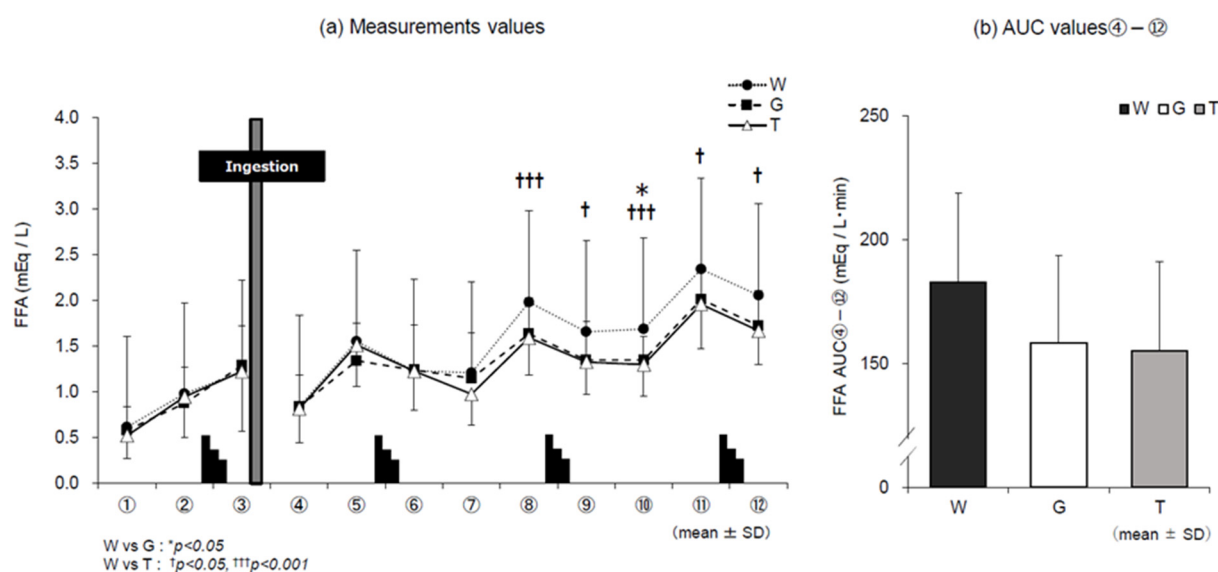 (a) Measurements values
(b) AUC values④－⑫
W
G
T
4.0
3.5
3.0
2.5
2.0
1.5
1.0
0.5
0.0
FFA (mEq / L)
Ingestion
†††
†
*
†††
†
†
① ② ③ ④ ⑤ ⑥ ⑦ ⑧ ⑨ ⑩ ⑪ ⑫
(mean ± SD)
W vs G : *p<0.05
W vs T : †p<0.05, †††p<0.001
W G T
250
200
150
0
FFA AUC④－⑫ (mEq / L･min)
W G T
(mean ± SD)